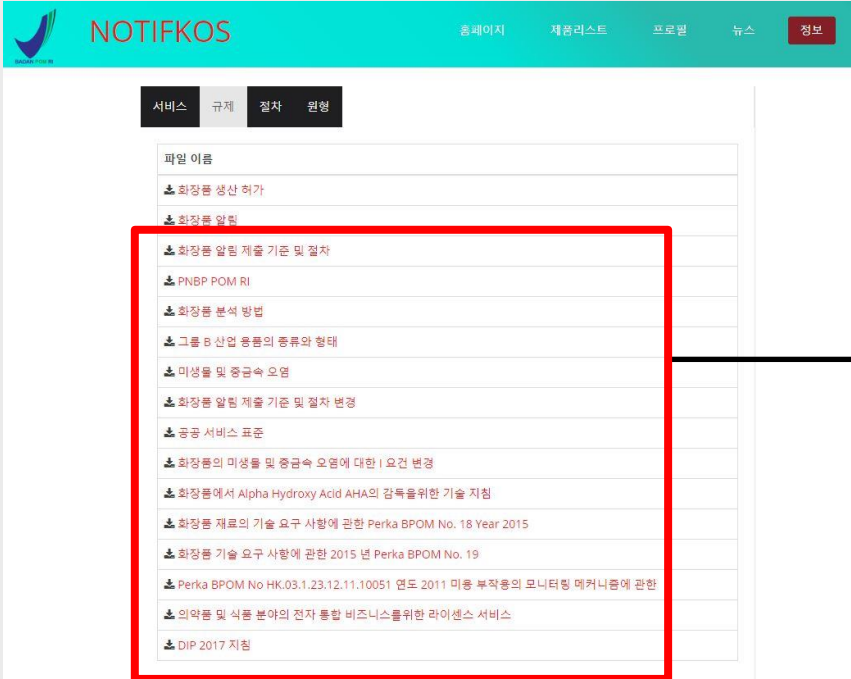 NOTIFKOS
홈페이지 제품리스트 프로필 뉴스 정보
BADAN POM RI
서비스 규제 절차 원형
파일 이름
화장품 생산 허가
화장품 알림
화장품 알림 제출 기준 및 절차
PNBP POM RI
화장품 분석 방법
그룹 B 산업 용품의 종류와 형태
미생물 및 중금속 오염
화장품 알림 제출 기준 및 절차 변경
공공 서비스 표준
화장품의 미생물 및 중금속 오염에 대한 I 요건 변경
화장품에서 Alpha Hydroxy Acid AHA의 감독을위한 기술 지침
화장품 재료의 기술 요구 사항에 관한 Perka BPOM No. 18 Year 2015
화장품 기술 요구 사항에 관한 2015 년 Perka BPOM No. 19
Perka BPOM No HK.03.1.23.12.11.10051 연도 2011 미용 부작용의 모니터링 메커니즘에 관한
의약품 및 식품 분야의 전자 통합 비즈니스를위한 라이센스 서비스
DIP 2017 지침